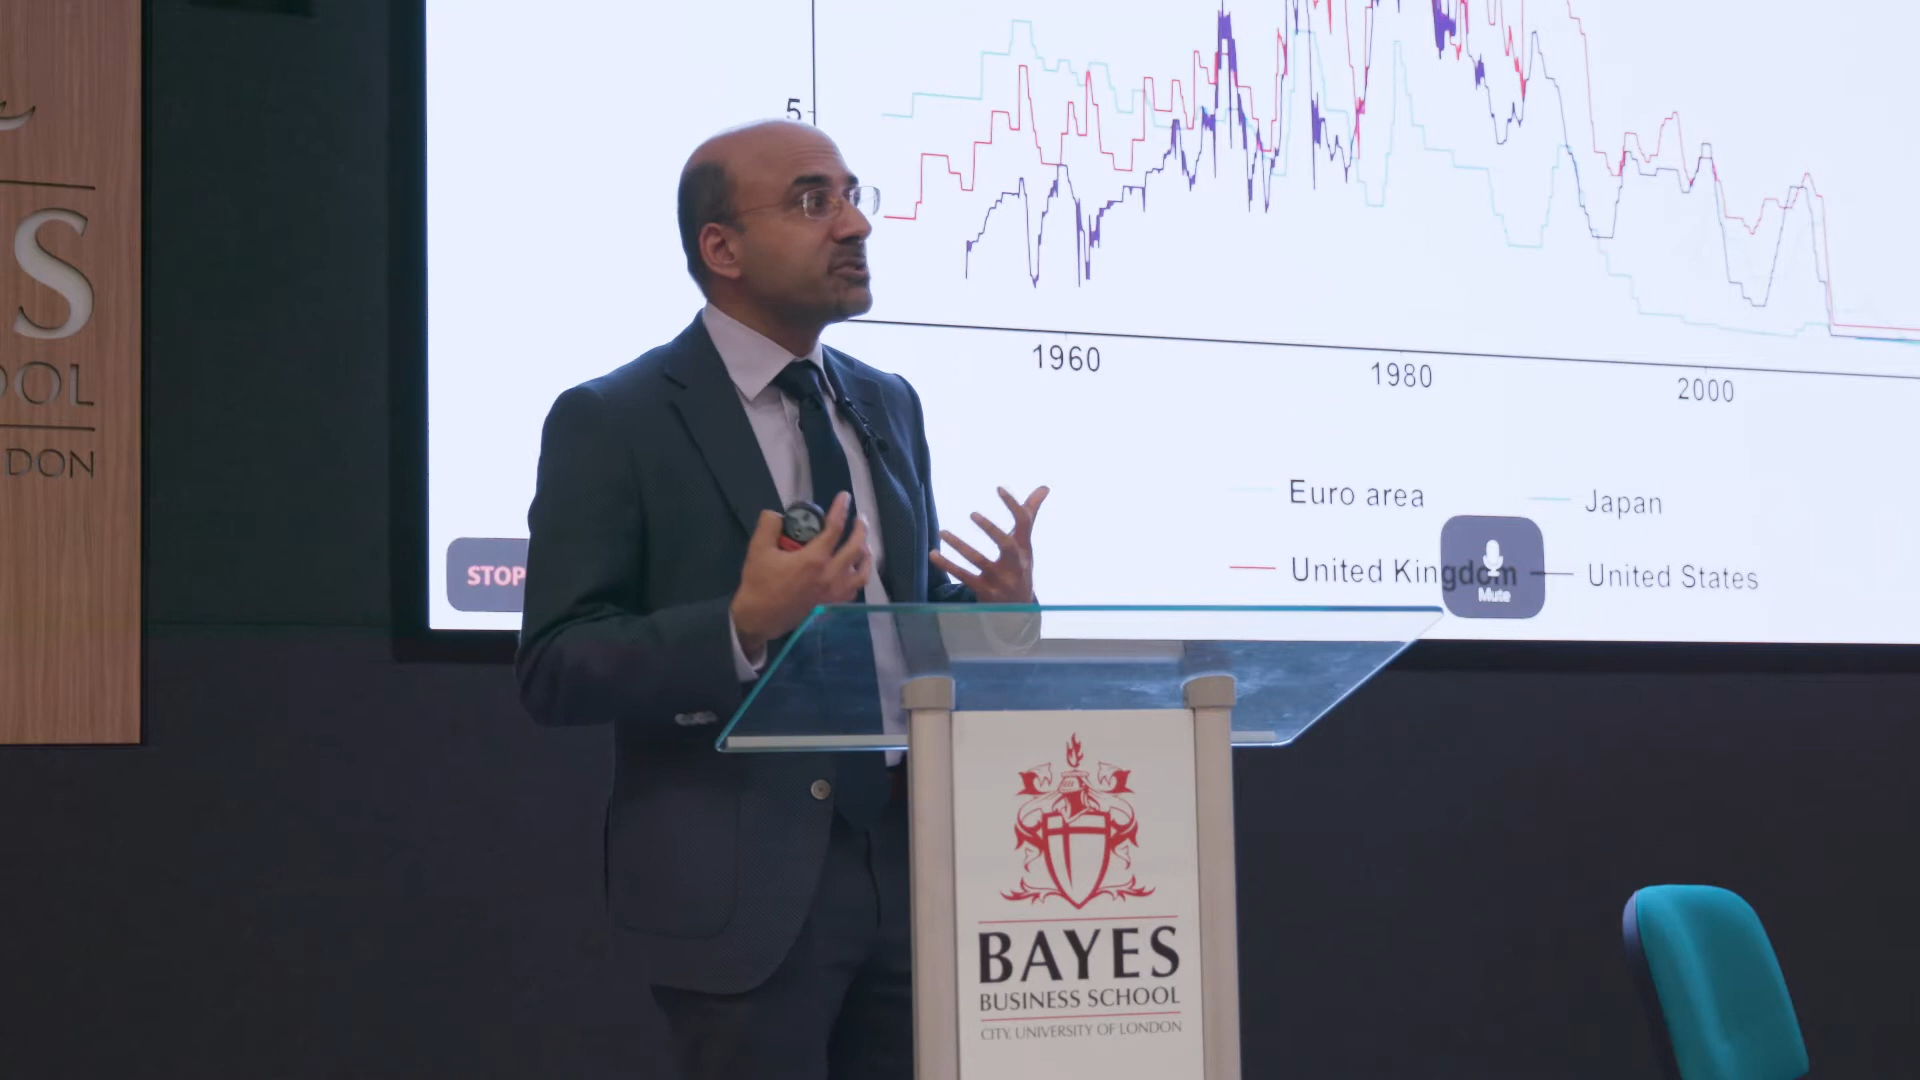 S
OOL
DON
5
1960
1980
2000
Euro area
Japan
United Kingdom
United States
STOP
Mute
BAYES
BUSINESS SCHOOL
CITY, UNIVERSITY OF LONDON